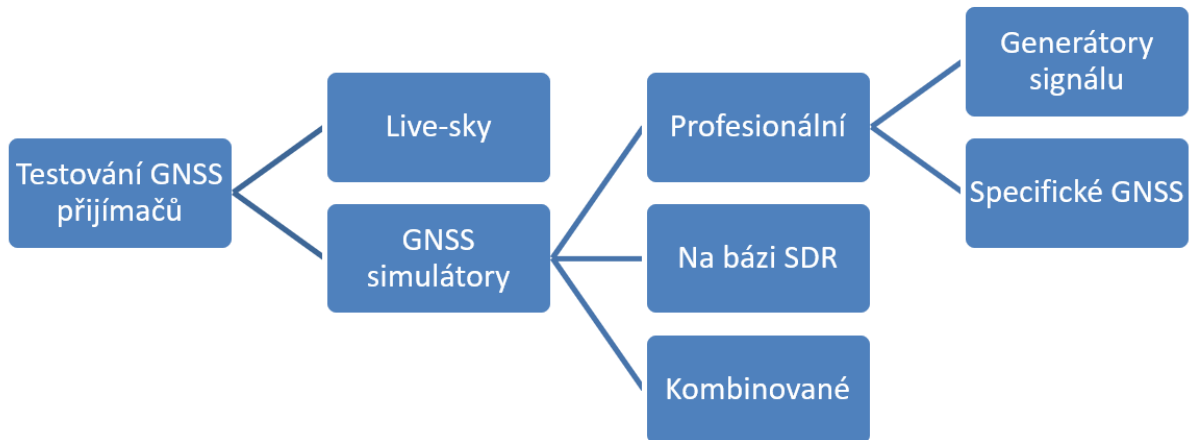 Testování GNSS
přijímačů
Live-sky
GNSS
simulátory
Profesionální
Na bázi SDR
Kombinované
Generátory
signálu
Specifické GNSS